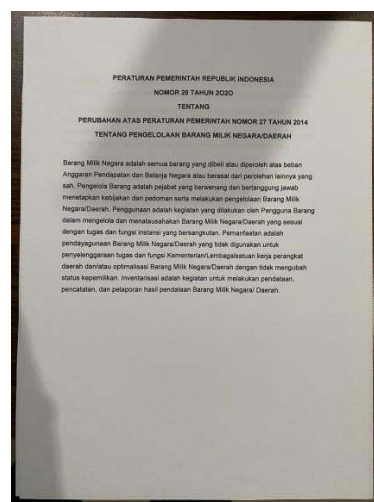 PERATURAN PEMERINTAH REPUBLIK INDONESIA
NOMOR 28 TAHUN 2O2O
TENTANG
PERUBAHAN ATAS PERATURAN PEMERINTAH NOMOR 27 TAHUN 2014
TENTANG PENGELOLAAN BARANG MILIK NEGARA/DAERAH
Barang Milik Negara adalah semua barang yang dibeli atau diperoleh atas beban
Anggaran Pendapatan dan Belanja Negara atau berasal dari perolehan lainnya yang
sah. Pengelola Barang adalah pejabat yang berwenang dan bertanggung jawab
menetapkan kebijakan dan pedoman serta melakukan pengelolaan Barang Milik
Negara/Daerah. Penggunaan adalah kegiatan yang dilakukan oleh Pengguna Barang
dalam mengelola dan menatausahakan Barang Milik Negara/Daerah yang sesuai
dengan tugas dan fungsi instansi yang bersangkutan. Pemanfaatan adalah
pendayagunaan Barang Milik Negara/Daerah yang tidak digunakan untuk
penyelenggaraan tugas dan fungsi Kementerian/Lembagalsatuan kerja perangkat
daerah dan/atau optimalisasi Barang Milik Negara/Daerah dengan tidak mengubah
status kepemilikan. Inventarisasi adalah kegiatan untuk melakukan pendataan,
pencatatan, dan pelaporan hasil pendataan Barang Milik Negara/ Daerah.